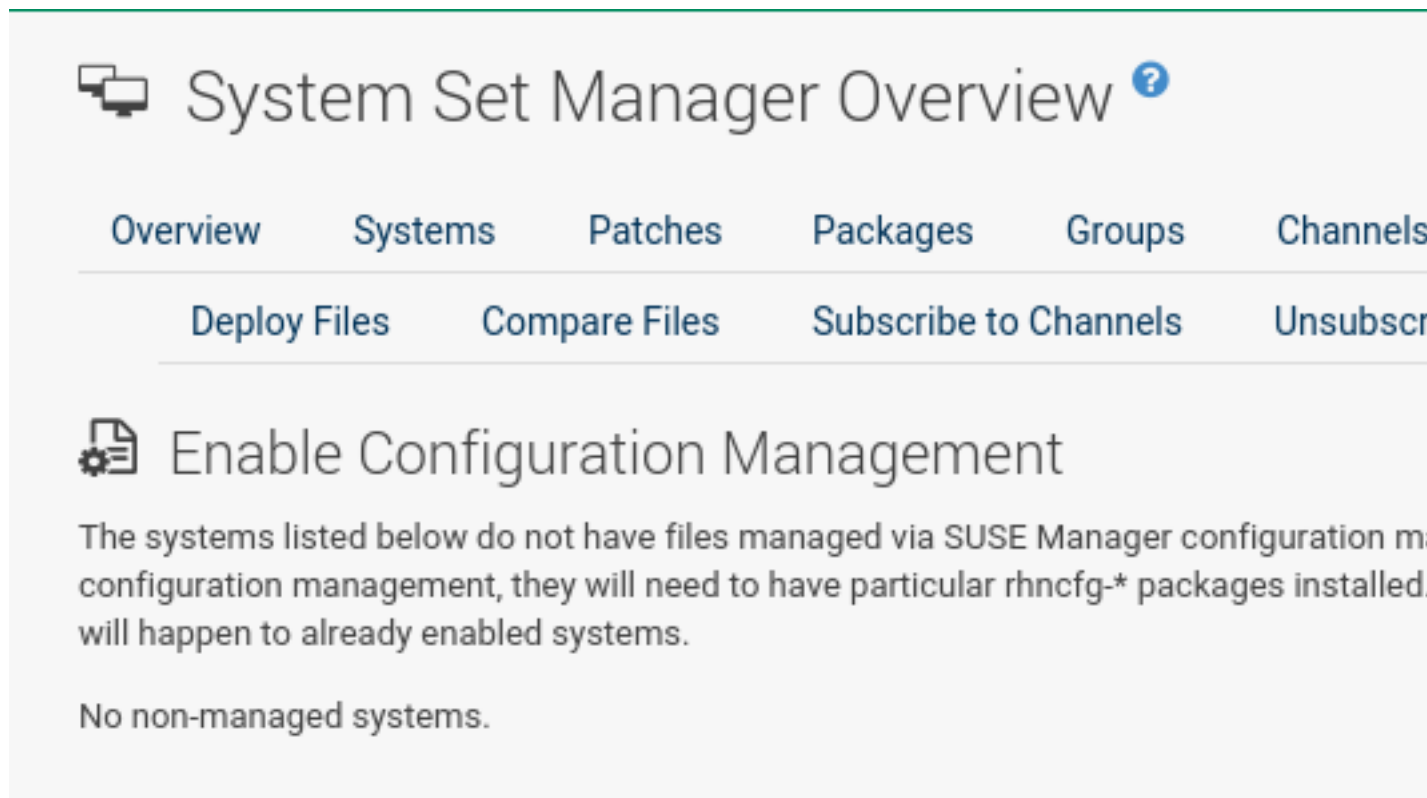 System Set Manager Overview ?
Overview Systems Patches Packages Groups Channels
Deploy Files Compare Files Subscribe to Channels
Enable Configuration Management
The systems listed below do not have files managed via SUSE Manager configuration
configuration management, they will need to have particular rhncfg-* packages installed.
will happen to already enabled systems.
No non-managed systems.